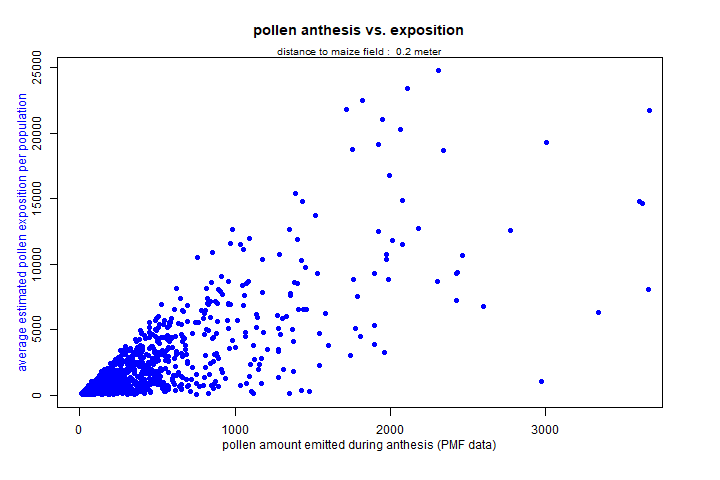 pollen anthesis vs. exposition
distance to maize field :  0.2 meter
average estimated pollen exposition per population
25000
20000
15000
10000
5000
0
0 1000 2000 3000
pollen amount emitted during anthesis (PMF data)